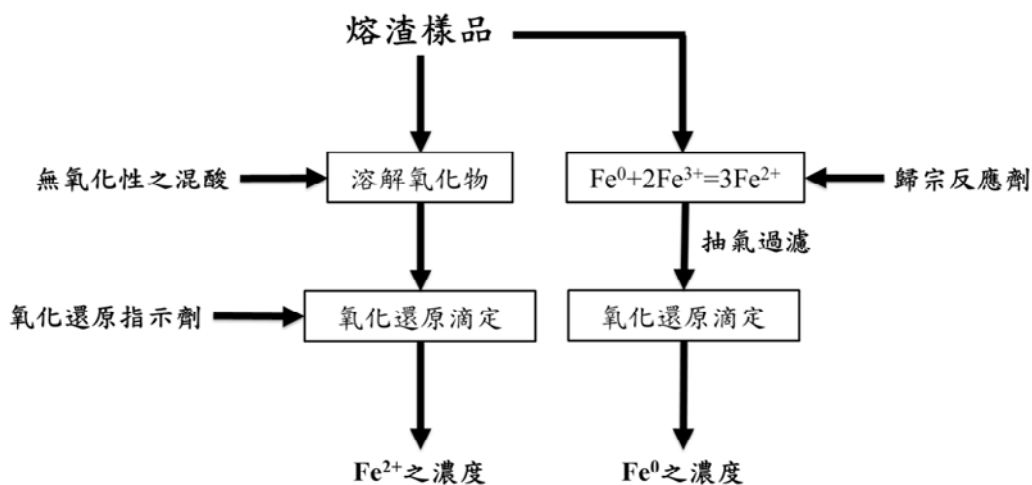 熔渣樣品
無氧化性之混酸
溶解氧化物
Fe⁰+2Fe³⁺=3Fe²⁺
歸宗反應劑
抽氣過濾
氧化還原指示劑
氧化還原滴定
氧化還原滴定
Fe²⁺之濃度
Fe⁰之濃度